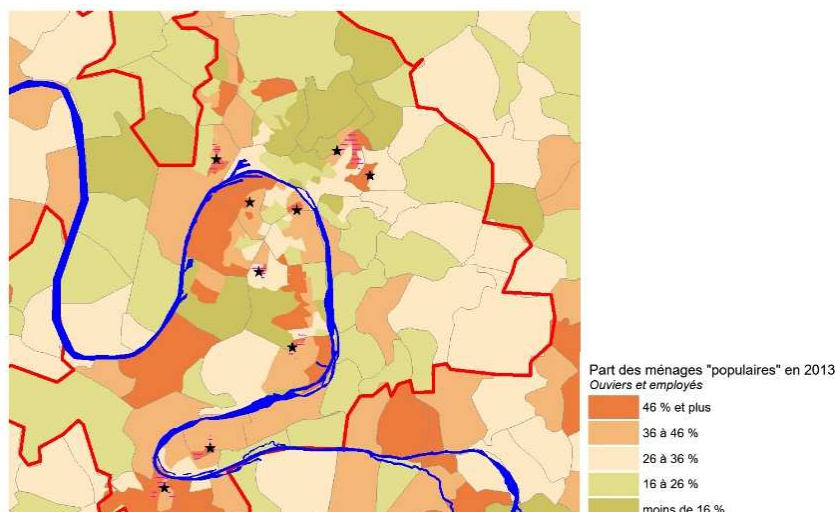 Part des ménages "populaires" en 2013
Ouviers et employés
46 % et plus
36 à 46 %
26 à 36 %
16 à 26 %
moins de 16 %